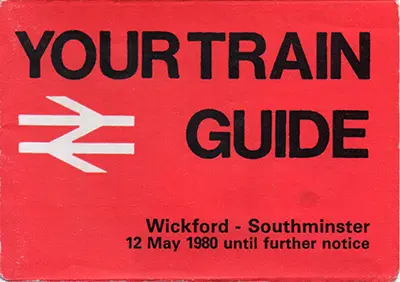 YOUR TRAIN
GUIDE
Wickford - Southminster
12 May 1980 until further notice